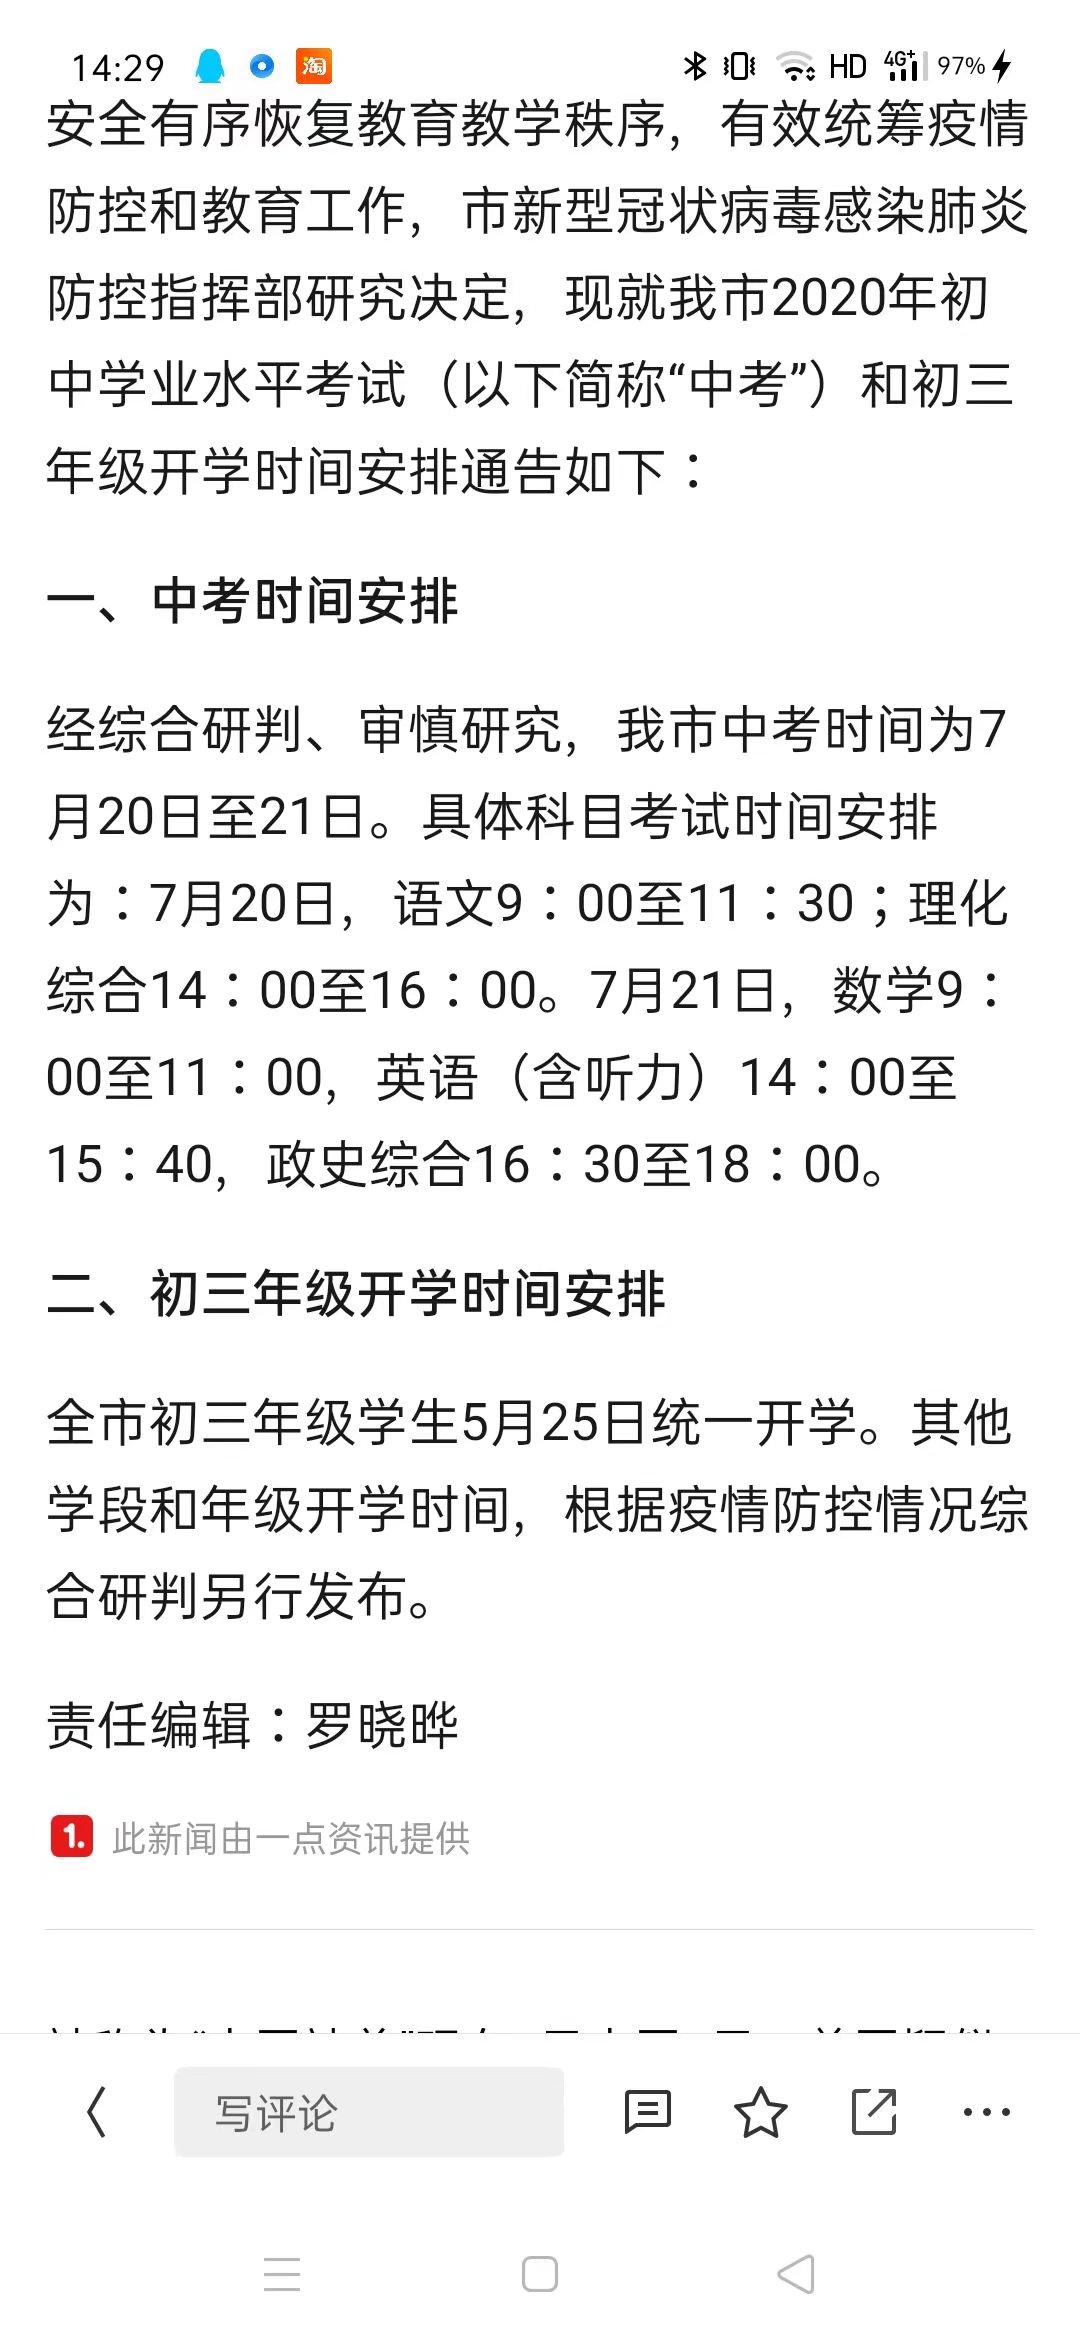 14:29 淘 HD 4G+ 97%
安全有序恢复教育教学秩序，有效统筹疫情
防控和教育工作，市新型冠状病毒感染肺炎
防控指挥部研究决定，现就我市2020年初
中学业水平考试（以下简称“中考”）和初三
年级开学时间安排通告如下：
一、中考时间安排
经综合研判、审慎研究，我市中考时间为7
月20日至21日。具体科目考试时间安排
为：7月20日，语文9：00至11：30；理化
综合14：00至16：00。7月21日，数学9：
00至11：00，英语（含听力）14：00至
15：40，政史综合16：30至18：00。
二、初三年级开学时间安排
全市初三年级学生5月25日统一开学。其他
学段和年级开学时间，根据疫情防控情况综
合研判另行发布。
责任编辑：罗晓晔
1. 此新闻由一点资讯提供
写评论